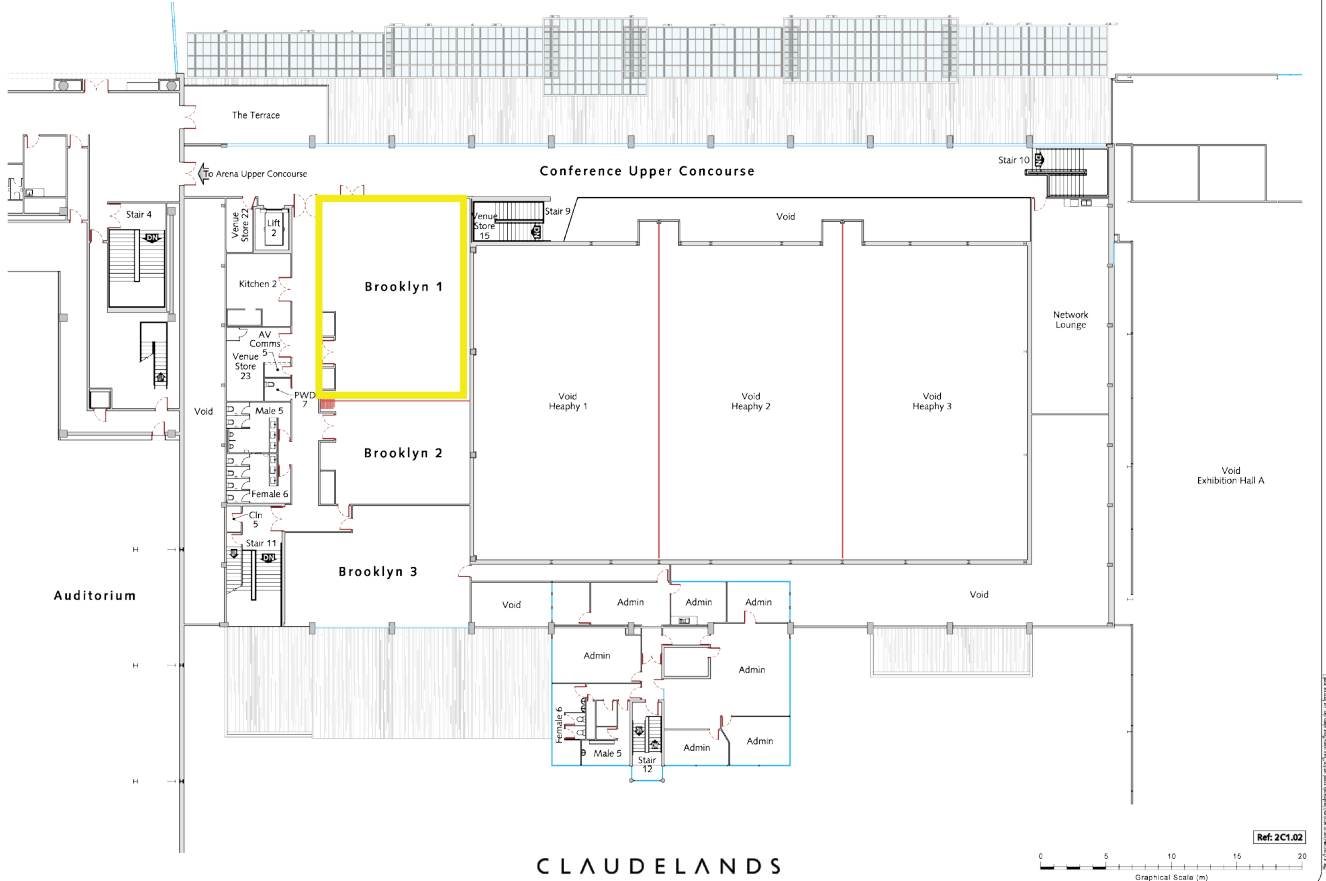 The Terrace
Conference Upper Concourse
Stair 10
DN
To Arena Upper Concourse
Stair 4
DN
Venue
Store 22
Lift
2
Venue
Store
15
Stair 9
DN
Void
Brooklyn 1
Kitchen 2
Network
Lounge
AV
Comms
5
Venue
Store
23
PWD
7
Void
Male 5
Void
Heaphy 1
Void
Heaphy 2
Void
Heaphy 3
Brooklyn 2
Void
Exhibition Hall A
Female 6
Cln
5
Stair 11
DN
Brooklyn 3
Auditorium
Void
Admin
Admin
Admin
Void
Admin
Admin
Female 6
Male 5
Stair
12
Admin
Admin
CLAUDELANDS
Ref: 2C1.02
0 5 10 15 20
Graphical Scale (m)